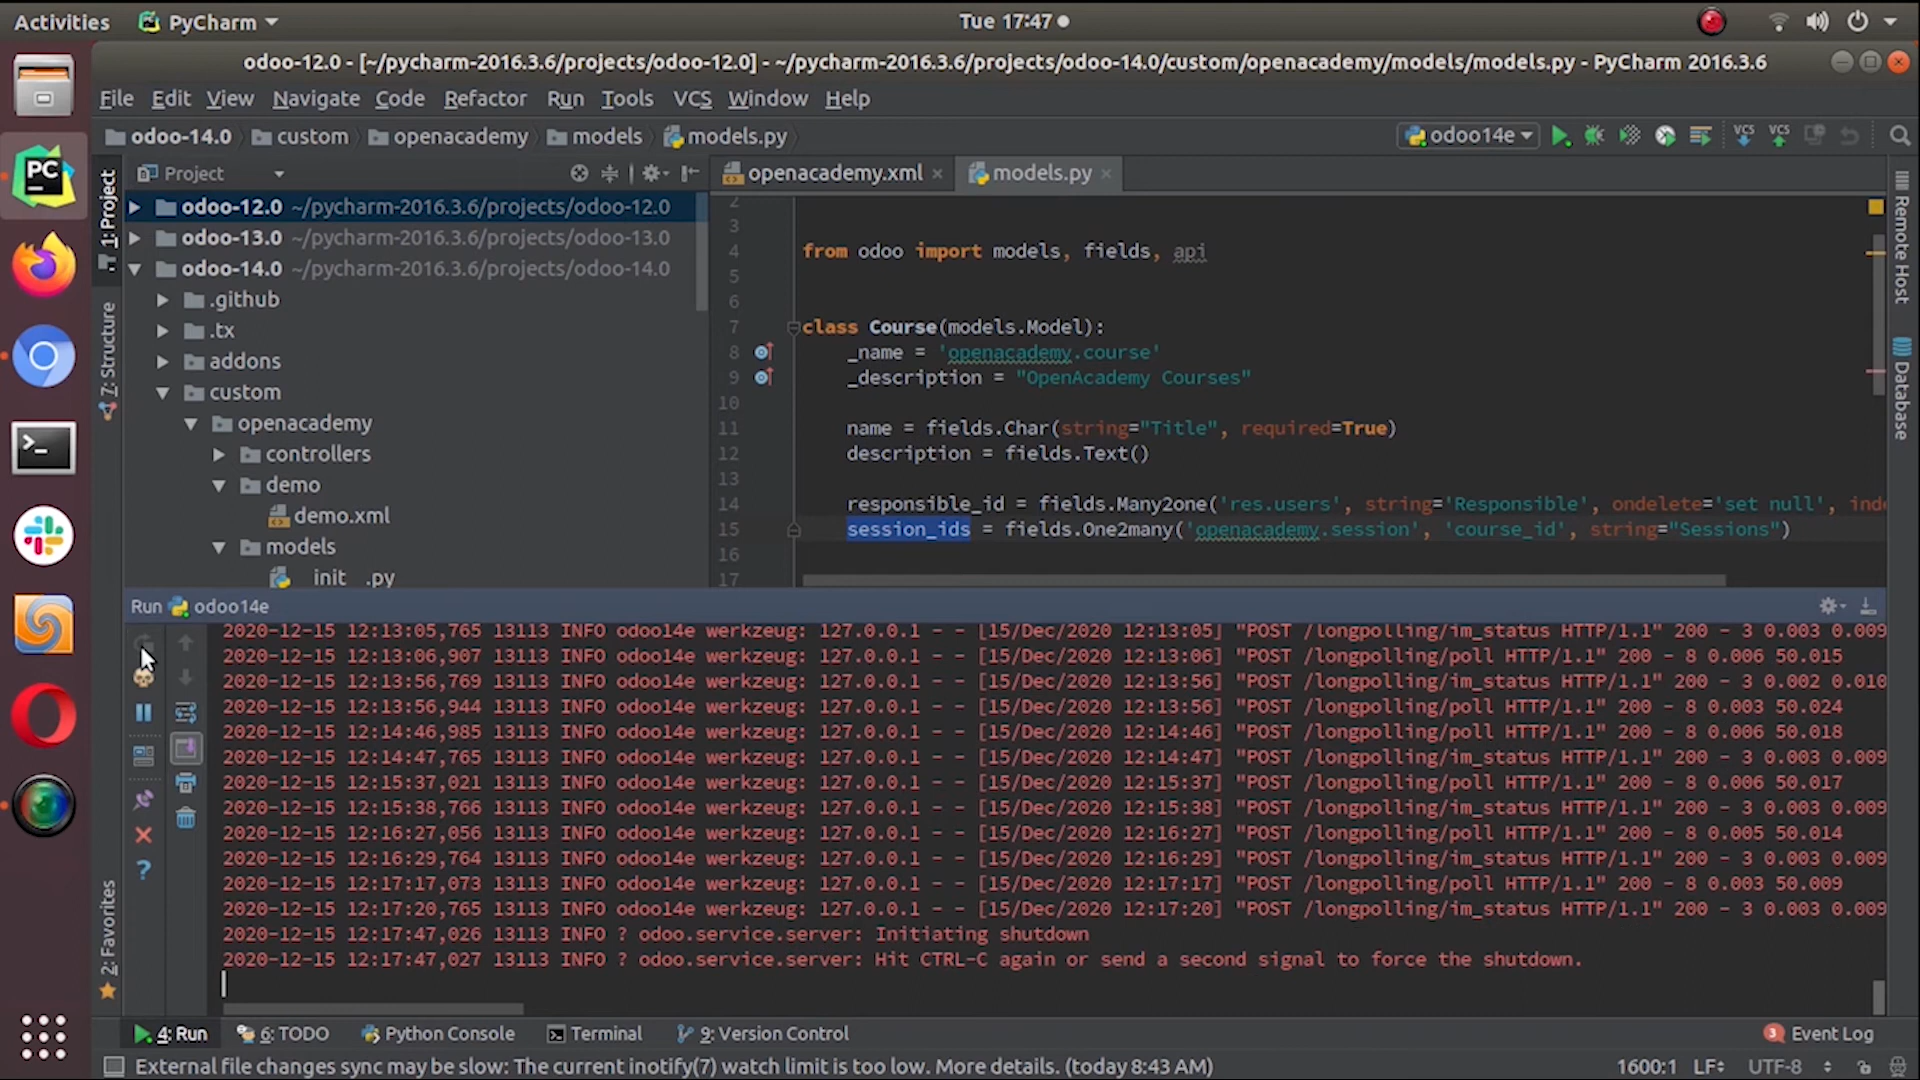 Activities PyCharm Tue 17:47
odoo-12.0 - [~/pycharm-2016.3.6/projects/odoo-12.0] - ~/pycharm-2016.3.6/projects/odoo-14.0/custom/openacademy/models/models.py - PyCharm 2016.3.6
File Edit View Navigate Code Refactor Run Tools VCS Window Help
odoo-14.0 custom openacademy models models.py odoo14e VCS VCS
Project openacademy.xml models.py
1: Project
7: Structure
2: Favorites
odoo-12.0 ~/pycharm-2016.3.6/projects/odoo-12.0
odoo-13.0 ~/pycharm-2016.3.6/projects/odoo-13.0
odoo-14.0 ~/pycharm-2016.3.6/projects/odoo-14.0
.github
.tx
addons
custom
openacademy
controllers
demo
demo.xml
models
__init__.py
2
3
4 from odoo import models, fields, api
5
6
7 class Course(models.Model):
8 _name = 'openacademy.course'
9 _description = "OpenAcademy Courses"
10
11 name = fields.Char(string="Title", required=True)
12 description = fields.Text()
13
14 responsible_id = fields.Many2one('res.users', string='Responsible', ondelete='set null', inde
15 session_ids = fields.One2many('openacademy.session', 'course_id', string="Sessions")
16
17
Remote Host
Database
Run odoo14e
2020-12-15 12:13:05,765 13113 INFO odoo14e werkzeug: 127.0.0.1 - - [15/Dec/2020 12:13:05] "POST /longpolling/im_status HTTP/1.1" 200 - 3 0.003 0.009
2020-12-15 12:13:06,907 13113 INFO odoo14e werkzeug: 127.0.0.1 - - [15/Dec/2020 12:13:06] "POST /longpolling/poll HTTP/1.1" 200 - 8 0.006 50.015
2020-12-15 12:13:56,769 13113 INFO odoo14e werkzeug: 127.0.0.1 - - [15/Dec/2020 12:13:56] "POST /longpolling/im_status HTTP/1.1" 200 - 3 0.002 0.010
2020-12-15 12:13:56,944 13113 INFO odoo14e werkzeug: 127.0.0.1 - - [15/Dec/2020 12:13:56] "POST /longpolling/poll HTTP/1.1" 200 - 8 0.003 50.024
2020-12-15 12:14:46,985 13113 INFO odoo14e werkzeug: 127.0.0.1 - - [15/Dec/2020 12:14:46] "POST /longpolling/poll HTTP/1.1" 200 - 8 0.006 50.018
2020-12-15 12:14:47,765 13113 INFO odoo14e werkzeug: 127.0.0.1 - - [15/Dec/2020 12:14:47] "POST /longpolling/im_status HTTP/1.1" 200 - 3 0.003 0.009
2020-12-15 12:15:37,021 13113 INFO odoo14e werkzeug: 127.0.0.1 - - [15/Dec/2020 12:15:37] "POST /longpolling/poll HTTP/1.1" 200 - 8 0.006 50.017
2020-12-15 12:15:38,766 13113 INFO odoo14e werkzeug: 127.0.0.1 - - [15/Dec/2020 12:15:38] "POST /longpolling/im_status HTTP/1.1" 200 - 3 0.003 0.009
2020-12-15 12:16:27,056 13113 INFO odoo14e werkzeug: 127.0.0.1 - - [15/Dec/2020 12:16:27] "POST /longpolling/poll HTTP/1.1" 200 - 8 0.005 50.014
2020-12-15 12:16:29,764 13113 INFO odoo14e werkzeug: 127.0.0.1 - - [15/Dec/2020 12:16:29] "POST /longpolling/im_status HTTP/1.1" 200 - 3 0.003 0.009
2020-12-15 12:17:17,073 13113 INFO odoo14e werkzeug: 127.0.0.1 - - [15/Dec/2020 12:17:17] "POST /longpolling/poll HTTP/1.1" 200 - 8 0.003 50.009
2020-12-15 12:17:20,765 13113 INFO odoo14e werkzeug: 127.0.0.1 - - [15/Dec/2020 12:17:20] "POST /longpolling/im_status HTTP/1.1" 200 - 3 0.003 0.009
2020-12-15 12:17:47,026 13113 INFO ? odoo.service.server: Initiating shutdown
2020-12-15 12:17:47,027 13113 INFO ? odoo.service.server: Hit CTRL-C again or send a second signal to force the shutdown.
4: Run 6: TODO Python Console Terminal 9: Version Control 3 Event Log
External file changes sync may be slow: The current inotify(7) watch limit is too low. More details. (today 8:43 AM) 1600:1 LF UTF-8